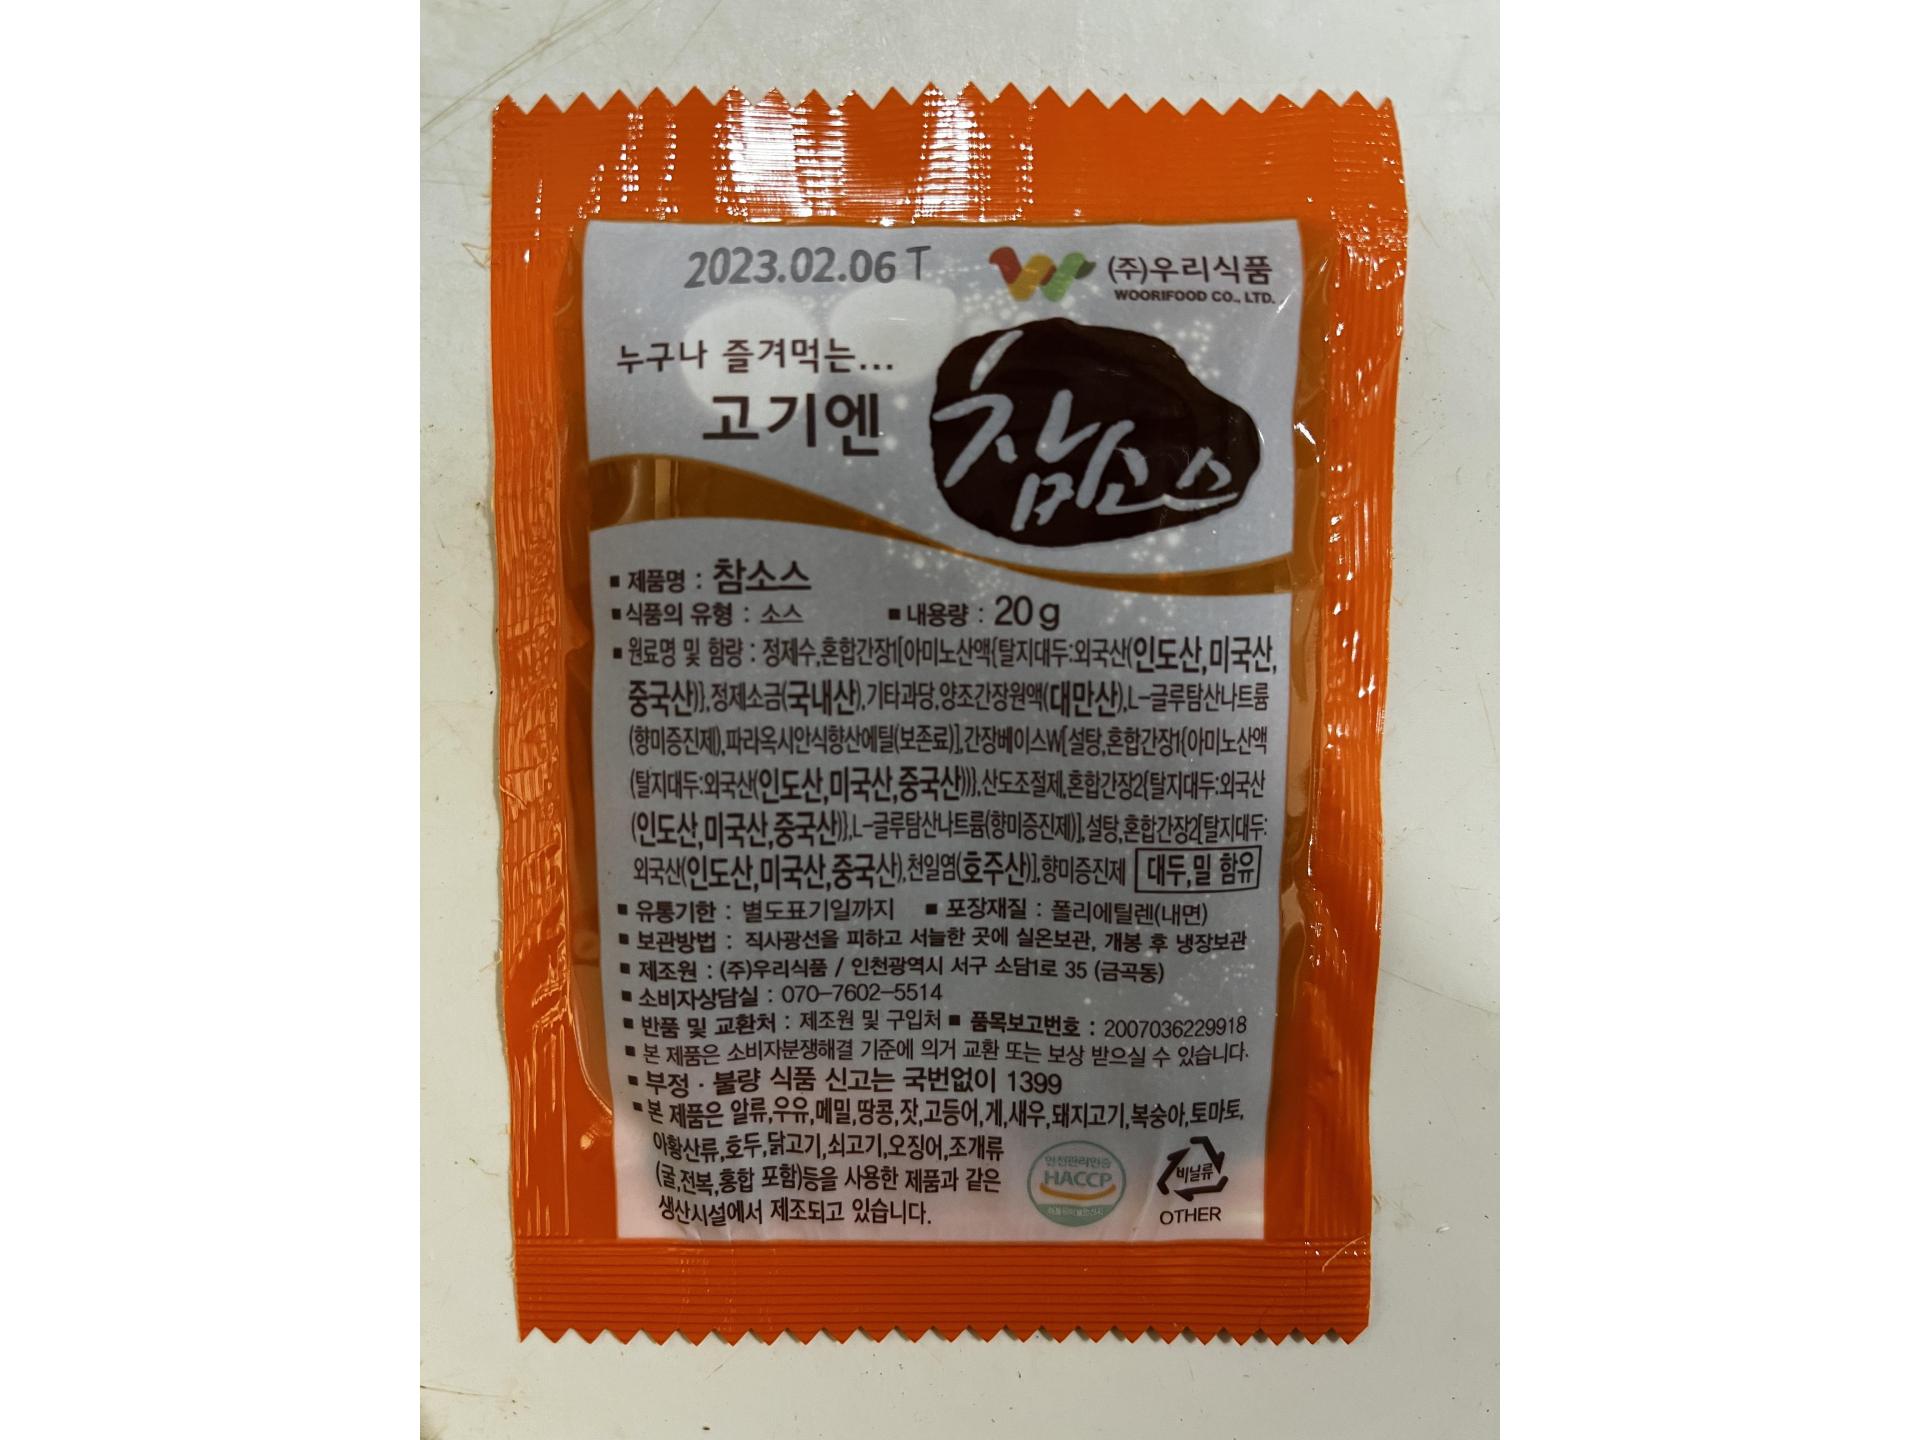 2023.02.06 T
(주)우리식품
WOORIFOOD CO., LTD.
누구나 즐겨먹는...
고기엔
참소스
■ 제품명 : 참소스
■ 식품의 유형 : 소스 ■ 내용량 : 20 g
■ 원료명 및 함량 : 정제수,혼합간장1[아미노산액{탈지대두:외국산(인도산,미국산,
중국산)},정제소금(국내산),기타과당,양조간장원액(대만산),L-글루탐산나트륨
(향미증진제),파라옥시안식향산에틸(보존료)],간장베이스W[설탕,혼합간장1{아미노산액
(탈지대두:외국산(인도산,미국산,중국산))},산도조절제,혼합간장2{탈지대두:외국산
(인도산,미국산,중국산)},L-글루탐산나트륨(향미증진제)],설탕,혼합간장2[탈지대두:
외국산(인도산,미국산,중국산),천일염(호주산)],향미증진제 대두,밀 함유
■ 유통기한 : 별도표기일까지 ■ 포장재질 : 폴리에틸렌(내면)
■ 보관방법 : 직사광선을 피하고 서늘한 곳에 실온보관, 개봉 후 냉장보관
■ 제조원 : (주)우리식품 / 인천광역시 서구 소담1로 35 (금곡동)
■ 소비자상담실 : 070-7602-5514
■ 반품 및 교환처 : 제조원 및 구입처 ■ 품목보고번호 : 2007036229918
■ 본 제품은 소비자분쟁해결 기준에 의거 교환 또는 보상 받으실 수 있습니다.
■ 부정 · 불량 식품 신고는 국번없이 1399
■ 본 제품은 알류,우유,메밀,땅콩,잣,고등어,게,새우,돼지고기,복숭아,토마토,
아황산류,호두,닭고기,쇠고기,오징어,조개류
(굴,전복,홍합 포함)등을 사용한 제품과 같은
생산시설에서 제조되고 있습니다.
안전관리인증
HACCP
비닐류
OTHER